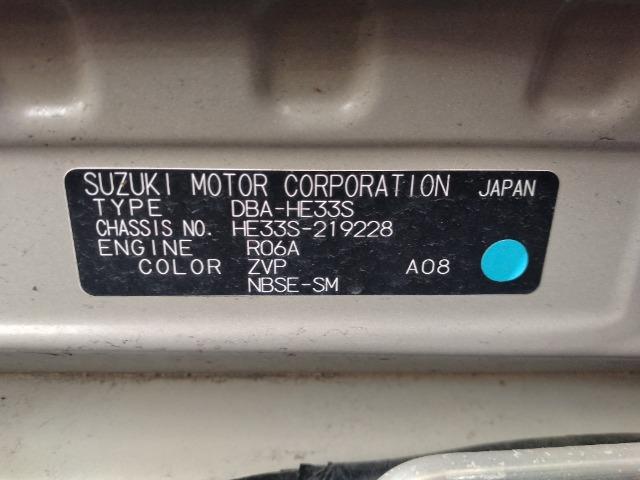 SUZUKI MOTOR CORPORATION JAPAN
TYPE DBA-HE33S
CHASSIS NO. HE33S-219228
ENGINE R06A
COLOR ZVP A08
NBSE-SM